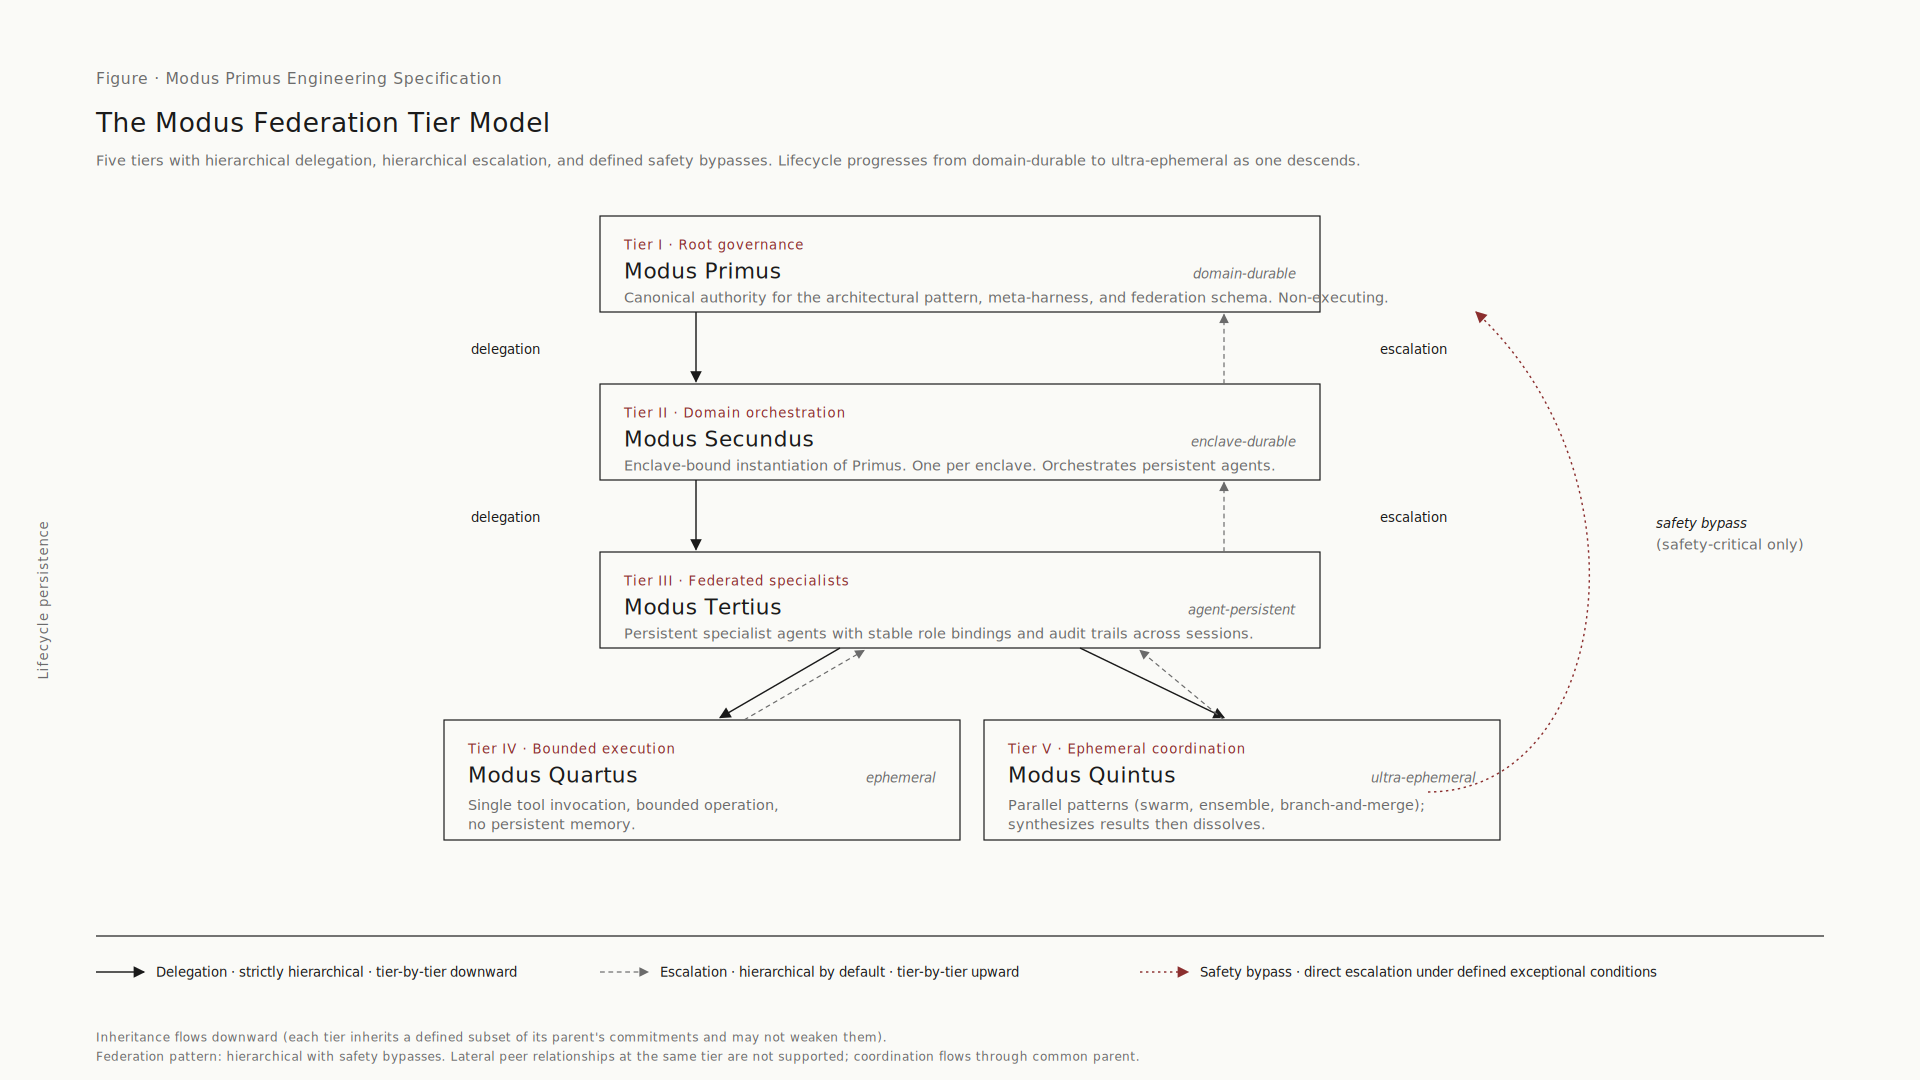 Figure · Modus Primus Engineering Specification
The Modus Federation Tier Model
Five tiers with hierarchical delegation, hierarchical escalation, and defined safety bypasses. Lifecycle progresses from domain-durable to ultra-ephemeral as one descends.
Tier I · Root governance
Modus Primus
domain-durable
Canonical authority for the architectural pattern, meta-harness, and federation schema. Non-executing.
delegation
escalation
Tier II · Domain orchestration
Modus Secundus
enclave-durable
Enclave-bound instantiation of Primus. One per enclave. Orchestrates persistent agents.
delegation
escalation
safety bypass
(safety-critical only)
Lifecycle persistence
Tier III · Federated specialists
Modus Tertius
agent-persistent
Persistent specialist agents with stable role bindings and audit trails across sessions.
Tier IV · Bounded execution
Modus Quartus
ephemeral
Single tool invocation, bounded operation,
no persistent memory.
Tier V · Ephemeral coordination
Modus Quintus
ultra-ephemeral
Parallel patterns (swarm, ensemble, branch-and-merge);
synthesizes results then dissolves.
Delegation · strictly hierarchical · tier-by-tier downward
Escalation · hierarchical by default · tier-by-tier upward
Safety bypass · direct escalation under defined exceptional conditions
Inheritance flows downward (each tier inherits a defined subset of its parent's commitments and may not weaken them).
Federation pattern: hierarchical with safety bypasses. Lateral peer relationships at the same tier are not supported; coordination flows through common parent.